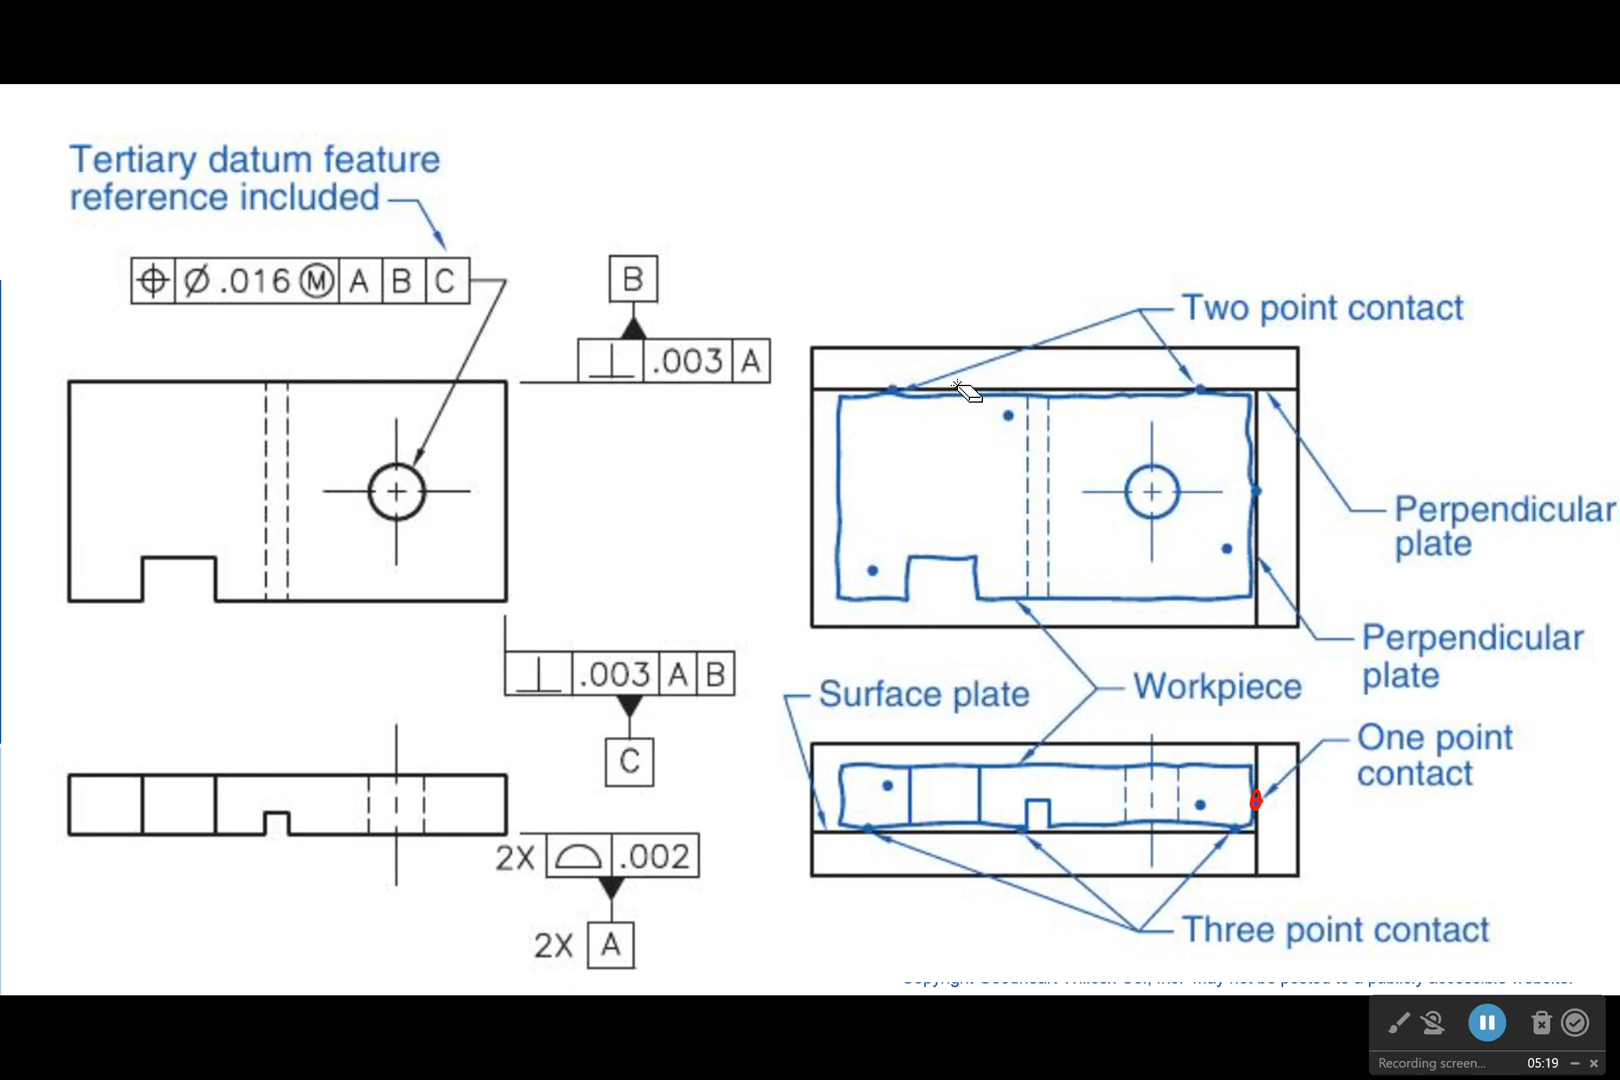 Tertiary datum feature
reference included
⌖ Ø .016 Ⓜ A B C
B
⊥ .003 A
Two point contact
Perpendicular
plate
Perpendicular
plate
⊥ .003 A B
C
Surface plate
Workpiece
One point
contact
2X ⌓ .002
2X A
Three point contact
Recording screen...
05:19